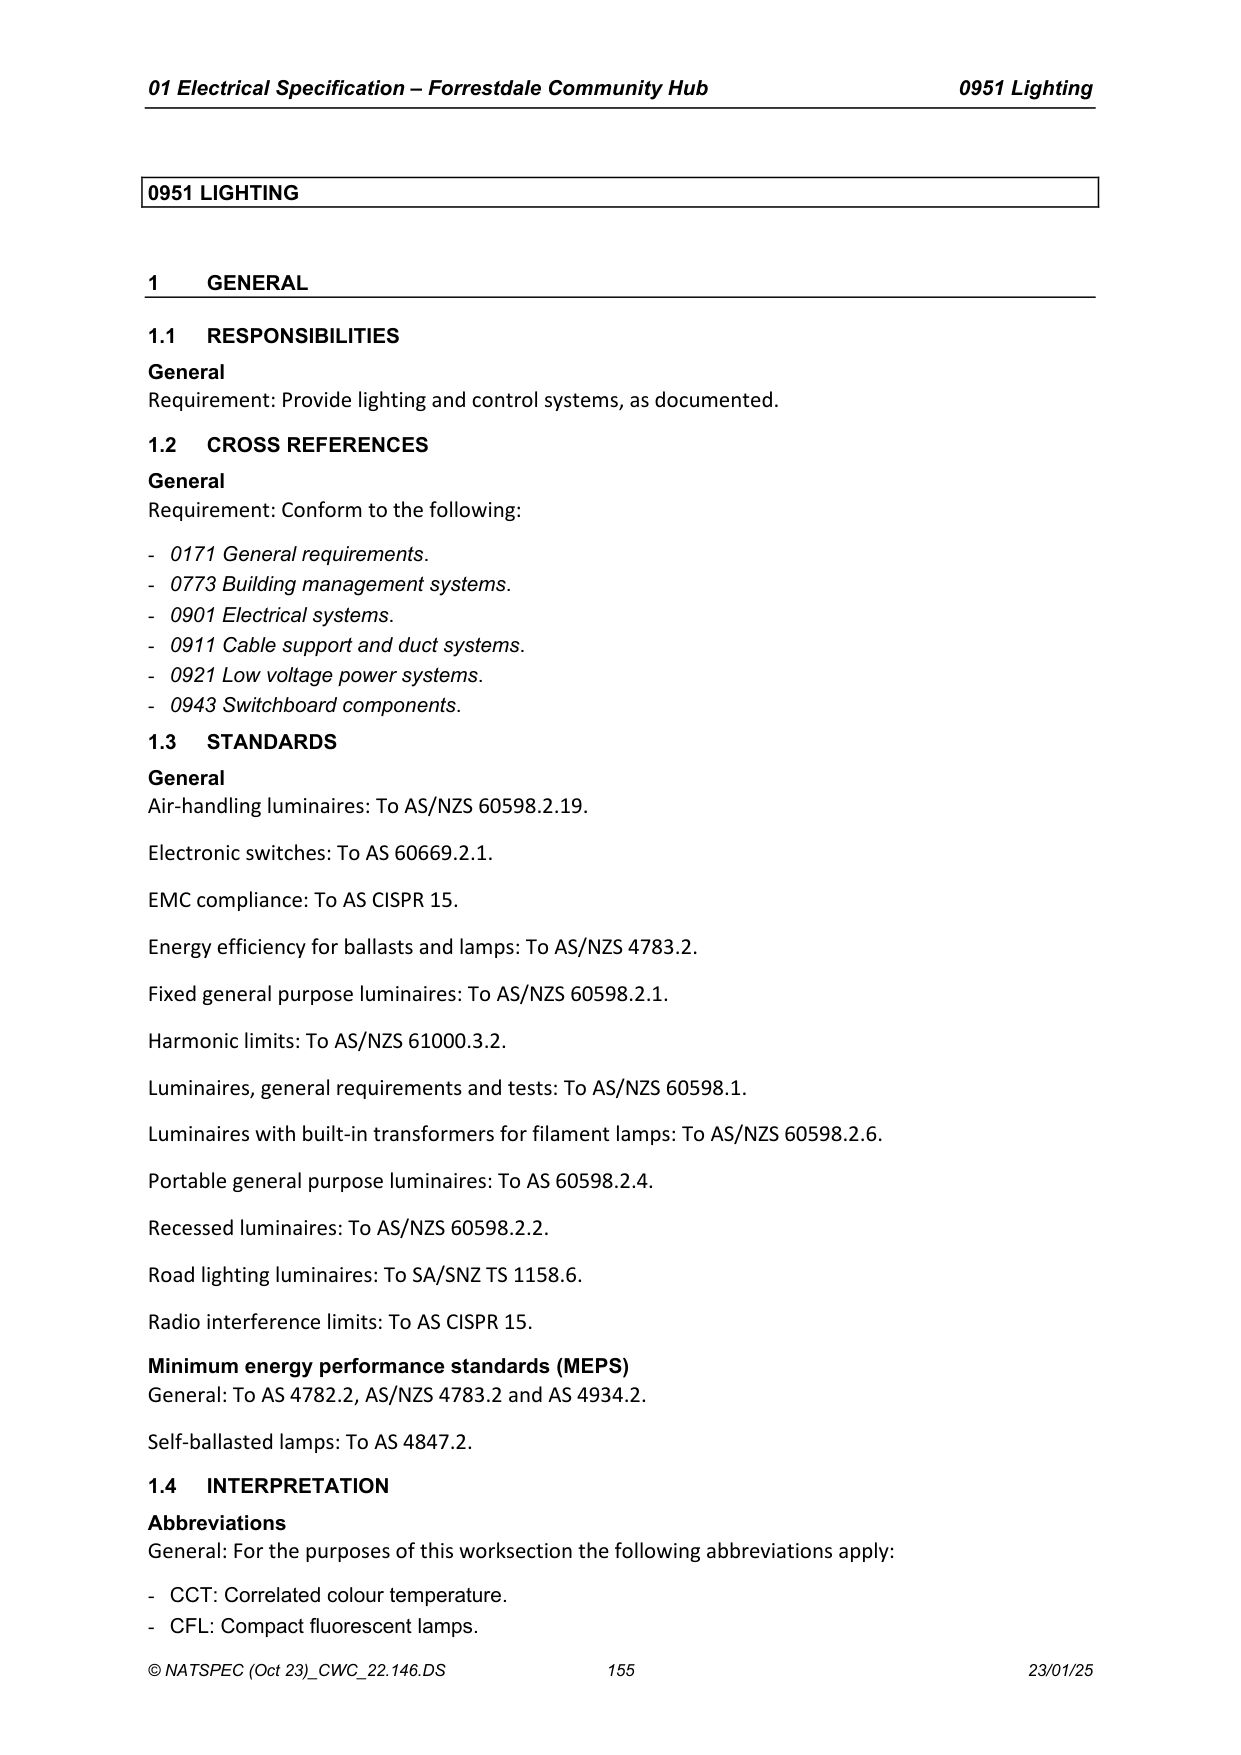 01 Electrical Specification – Forrestdale Community Hub 0951 Lighting
0951 LIGHTING
1 GENERAL
1.1 RESPONSIBILITIES
General
Requirement: Provide lighting and control systems, as documented.
1.2 CROSS REFERENCES
General
Requirement: Conform to the following:
- 0171 General requirements.
- 0773 Building management systems.
- 0901 Electrical systems.
- 0911 Cable support and duct systems.
- 0921 Low voltage power systems.
- 0943 Switchboard components.
1.3 STANDARDS
General
Air-handling luminaires: To AS/NZS 60598.2.19.
Electronic switches: To AS 60669.2.1.
EMC compliance: To AS CISPR 15.
Energy efficiency for ballasts and lamps: To AS/NZS 4783.2.
Fixed general purpose luminaires: To AS/NZS 60598.2.1.
Harmonic limits: To AS/NZS 61000.3.2.
Luminaires, general requirements and tests: To AS/NZS 60598.1.
Luminaires with built-in transformers for filament lamps: To AS/NZS 60598.2.6.
Portable general purpose luminaires: To AS 60598.2.4.
Recessed luminaires: To AS/NZS 60598.2.2.
Road lighting luminaires: To SA/SNZ TS 1158.6.
Radio interference limits: To AS CISPR 15.
Minimum energy performance standards (MEPS)
General: To AS 4782.2, AS/NZS 4783.2 and AS 4934.2.
Self-ballasted lamps: To AS 4847.2.
1.4 INTERPRETATION
Abbreviations
General: For the purposes of this worksection the following abbreviations apply:
- CCT: Correlated colour temperature.
- CFL: Compact fluorescent lamps.
© NATSPEC (Oct 23)_CWC_22.146.DS 155 23/01/25